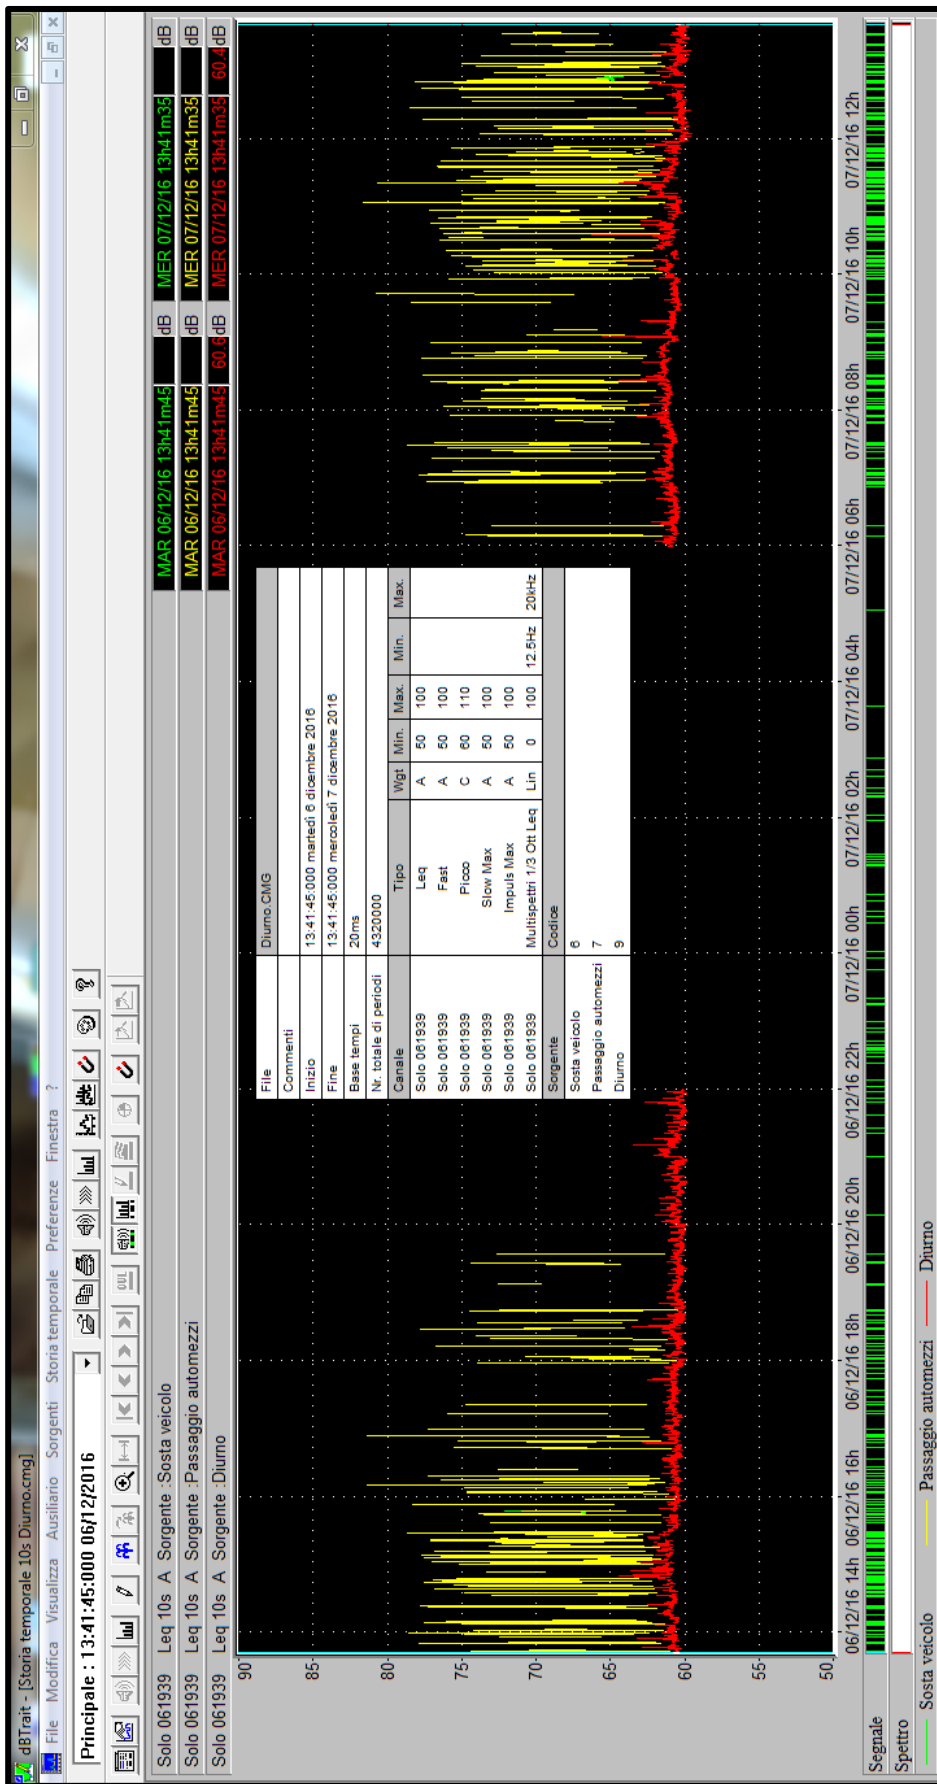 dBTrait - [Storia temporale 10s Diurno.cmg]
File Modifica Visualizza Ausiliario Sorgenti Storia temporale Preferenze Finestra ?
Principale : 13:41:45:000 06/12/2016
Solo 061939 Leq 10s A Sorgente :Sosta veicolo MAR 06/12/16 13h41m45 dB MER 07/12/16 13h41m35 dB
Solo 061939 Leq 10s A Sorgente :Passaggio automezzi MAR 06/12/16 13h41m45 dB MER 07/12/16 13h41m35 dB
Solo 061939 Leq 10s A Sorgente :Diurno MAR 06/12/16 13h41m45 60.6 dB MER 07/12/16 13h41m35 60.4 dB
90
85
80
75
70
65
60
55
50
File Diurno.CMG
Commenti
Inizio 13:41:45:000 martedì 6 dicembre 2016
Fine 13:41:45:000 mercoledì 7 dicembre 2016
Base tempi 20ms
Nr. totale di periodi 4320000
Canale Tipo Wgt Min. Max. Min. Max.
Solo 061939 Leq A 50 100
Solo 061939 Fast A 50 100
Solo 061939 Picco C 60 110
Solo 061939 Slow Max A 50 100
Solo 061939 Impuls Max A 50 100
Solo 061939 Multispettri 1/3 Ott Leq Lin 0 100 12.5Hz 20kHz
Sorgente Codice
Sosta veicolo 6
Passaggio automezzi 7
Diurno 9
06/12/16 14h 06/12/16 16h 06/12/16 18h 06/12/16 20h 06/12/16 22h 07/12/16 00h 07/12/16 02h 07/12/16 04h 07/12/16 06h 07/12/16 08h 07/12/16 10h 07/12/16 12h
Segnale
Spettro
Sosta veicolo Passaggio automezzi Diurno